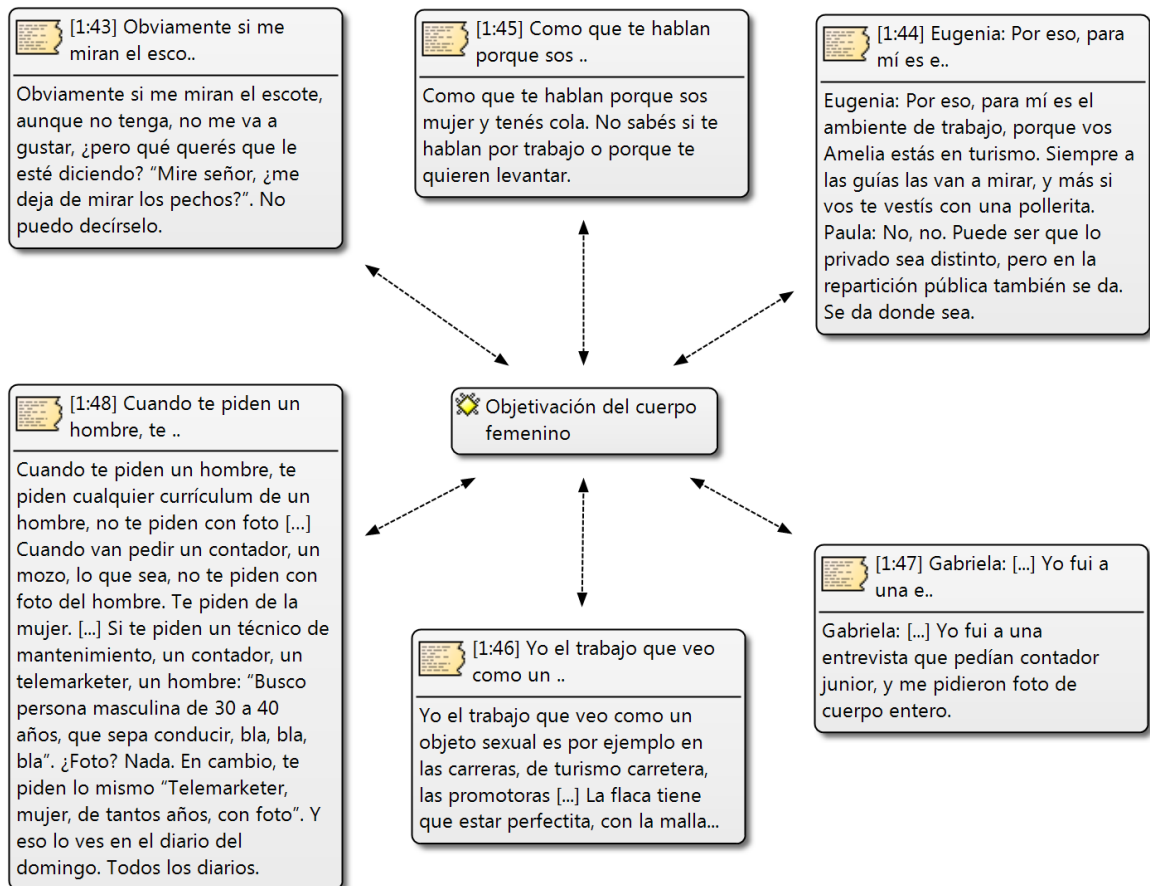 [1:43] Obviamente si me
miran el esco..
Obviamente si me miran el escote,
aunque no tenga, no me va a
gustar, ¿pero qué querés que le
esté diciendo? “Mire señor, ¿me
deja de mirar los pechos?”. No
puedo decírselo.
[1:45] Como que te hablan
porque sos ..
Como que te hablan porque sos
mujer y tenés cola. No sabés si te
hablan por trabajo o porque te
quieren levantar.
[1:44] Eugenia: Por eso, para
mí es e..
Eugenia: Por eso, para mí es el
ambiente de trabajo, porque vos
Amelia estás en turismo. Siempre a
las guías las van a mirar, y más si
vos te vestís con una pollerita.
Paula: No, no. Puede ser que lo
privado sea distinto, pero en la
repartición pública también se da.
Se da donde sea.
Objetivación del cuerpo
femenino
[1:48] Cuando te piden un
hombre, te ..
Cuando te piden un hombre, te
piden cualquier currículum de un
hombre, no te piden con foto [...]
Cuando van pedir un contador, un
mozo, lo que sea, no te piden con
foto del hombre. Te piden de la
mujer. [...] Si te piden un técnico de
mantenimiento, un contador, un
telemarketer, un hombre: “Busco
persona masculina de 30 a 40
años, que sepa conducir, bla, bla,
bla”. ¿Foto? Nada. En cambio, te
piden lo mismo “Telemarketer,
mujer, de tantos años, con foto”. Y
eso lo ves en el diario del
domingo. Todos los diarios.
[1:46] Yo el trabajo que veo
como un ..
Yo el trabajo que veo como un
objeto sexual es por ejemplo en
las carreras, de turismo carretera,
las promotoras [...] La flaca tiene
que estar perfectita, con la malla...
[1:47] Gabriela: [...] Yo fui a
una e..
Gabriela: [...] Yo fui a una
entrevista que pedían contador
junior, y me pidieron foto de
cuerpo entero.